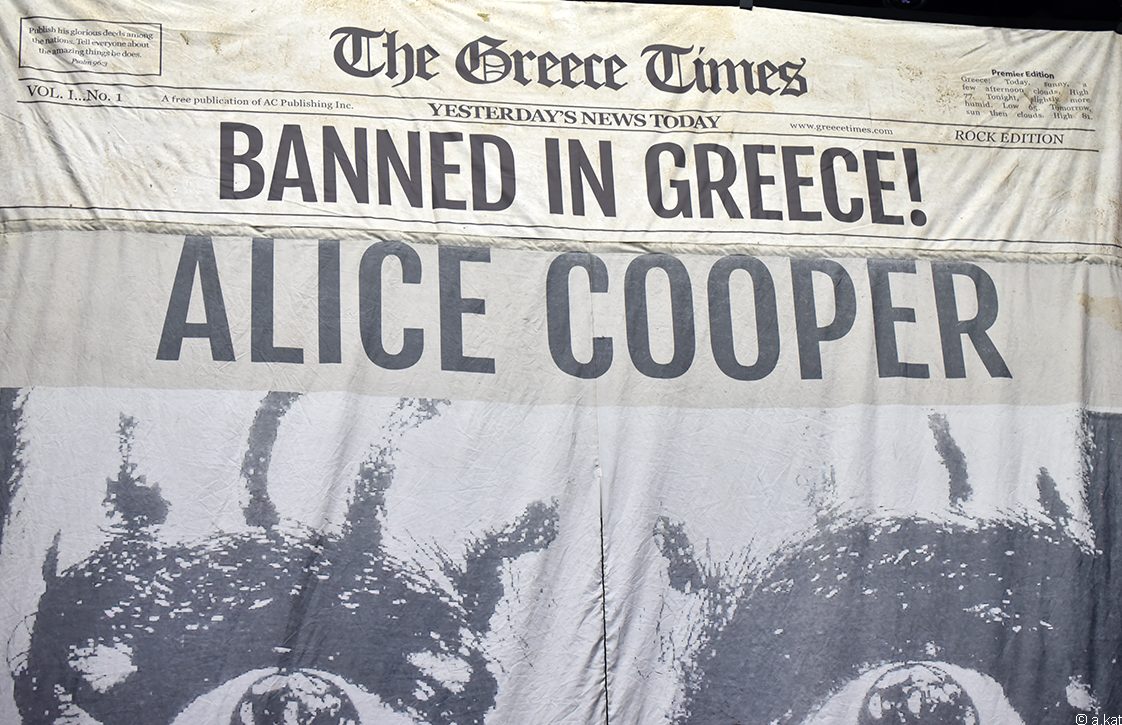 Publish his glorious deeds among
the nations. Tell everyone about
the amazing things he does.
Psalm 96:3
The Greece Times
Premier Edition
Greece: Today, sunny, a
few afternoon clouds. High
77. Tonight, slightly more
humid. Low Tomorrow,
sun then clouds. High 81.
VOL. I...No. 1
A free publication of AC Publishing Inc.
YESTERDAY'S NEWS TODAY
www.greecetimes.com
ROCK EDITION
BANNED IN GREECE!
ALICE COOPER
© a.kat